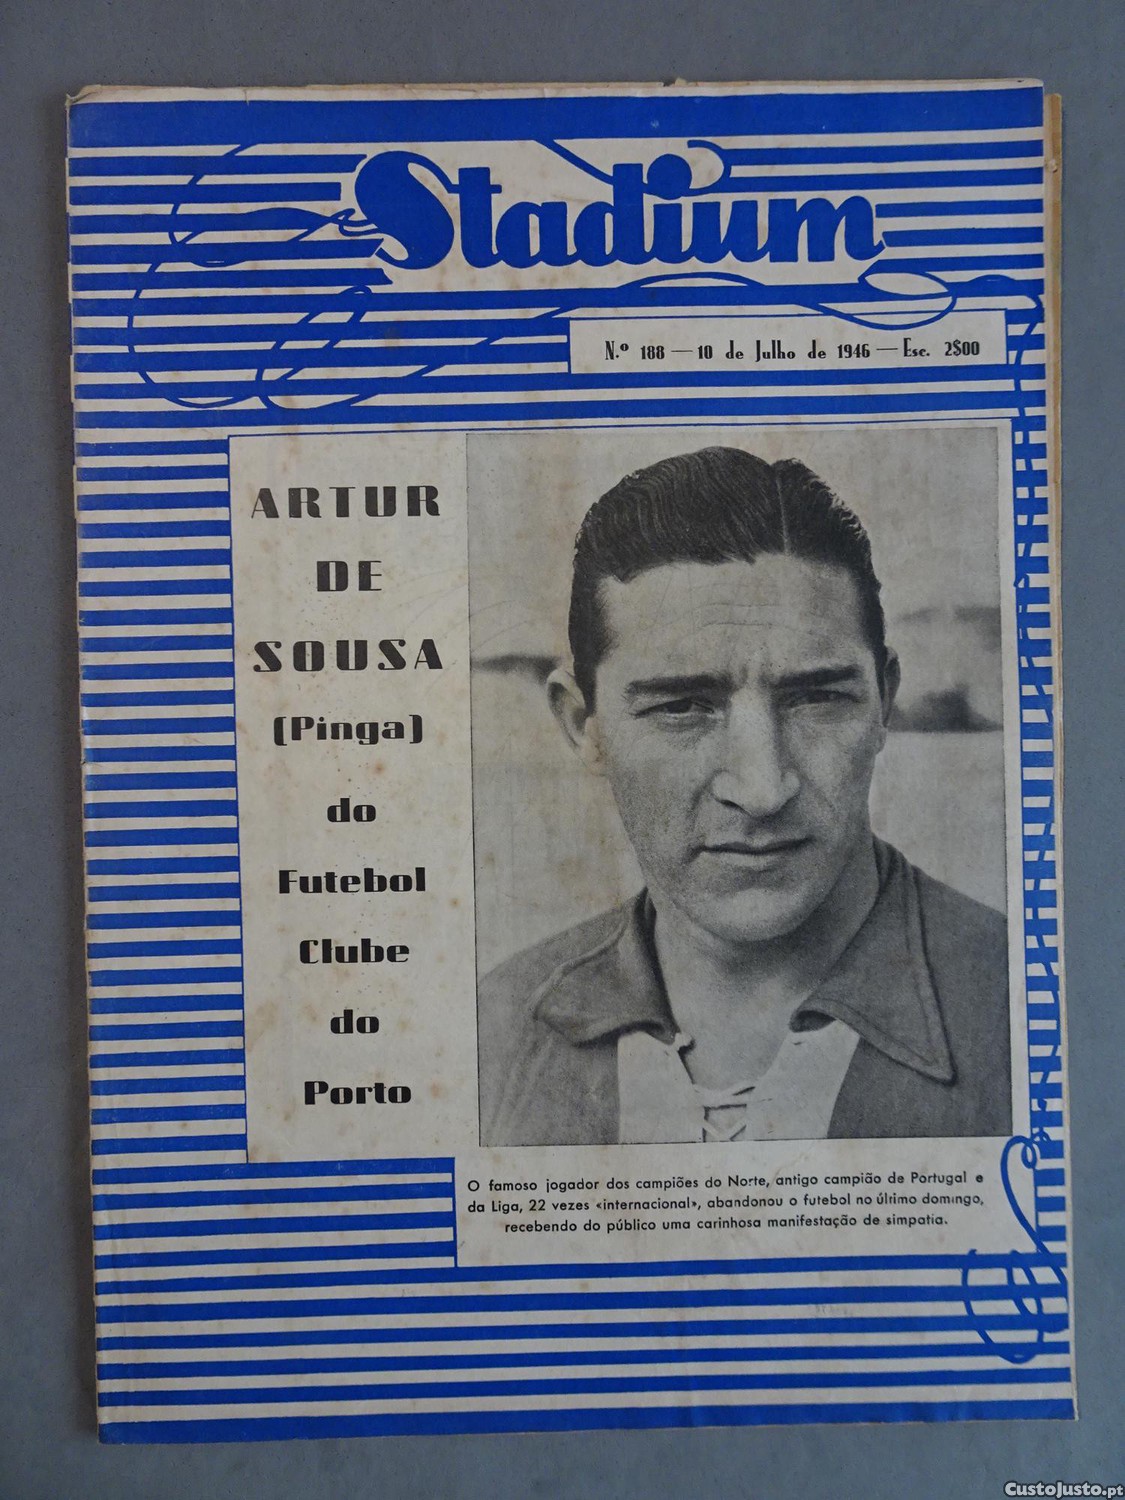 Stadium
N.º 188 — 10 de Julho de 1946 — Esc. 2$00
ARTUR
DE
SOUSA
(Pinga)
do
Futebol
Clube
do
Porto
O famoso jogador dos campiões do Norte, antigo campião de Portugal e
da Liga, 22 vezes «internacional», abandonou o futebol no último domingo,
recebendo do público uma carinhosa manifestação de simpatia.
CustoJusto.pt